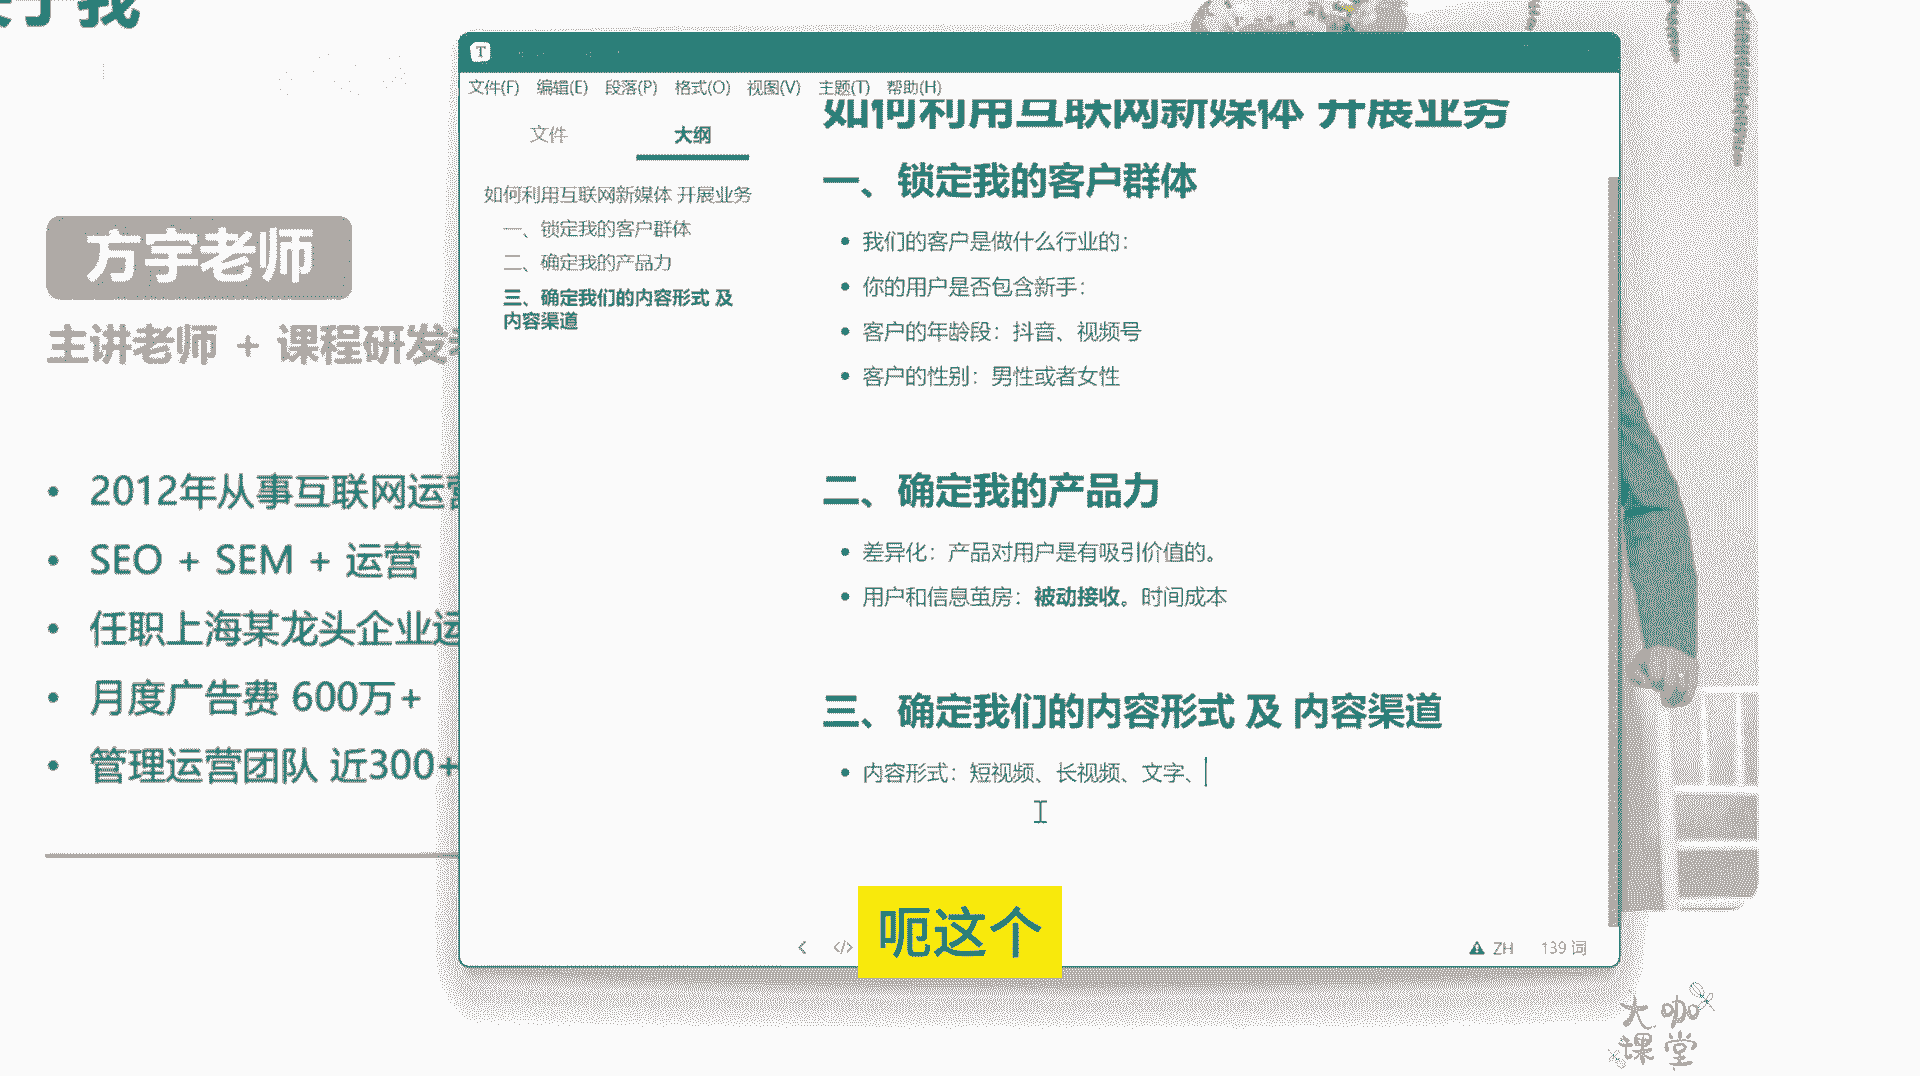 关于我
方宇老师
主讲老师 + 课程研发
2012年从事互联网运营
SEO + SEM + 运营
任职上海某龙头企业运
月度广告费 600万+
管理运营团队 近300+
T
文件(F) 编辑(E) 段落(P) 格式(O) 视图(V) 主题(T) 帮助(H)
文件 大纲
如何利用互联网新媒体 开展业务
一、锁定我的客户群体
二、确定我的产品力
三、确定我们的内容形式 及
内容渠道
如何利用互联网新媒体 开展业务
一、锁定我的客户群体
我们的客户是做什么行业的：
你的用户是否包含新手：
客户的年龄段：抖音、视频号
客户的性别：男性或者女性
二、确定我的产品力
差异化：产品对用户是有吸引价值的。
用户和信息茧房：被动接收。时间成本
三、确定我们的内容形式 及 内容渠道
内容形式：短视频、长视频、文字、
呃这个
ZH 139 词
大咖
课堂